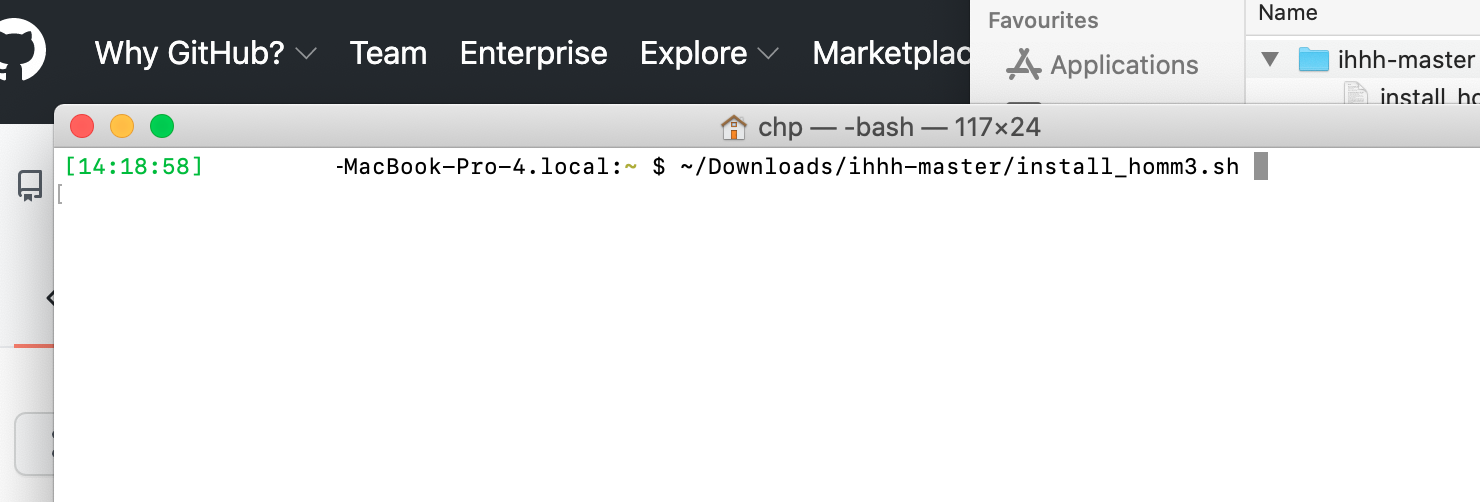 Why GitHub? Team Enterprise Explore Marketplac
Favourites
Applications
Name
ihhh-master
install_ho
chp — -bash — 117×24
[14:18:58] -MacBook-Pro-4.local:~ $ ~/Downloads/ihhh-master/install_homm3.sh
[